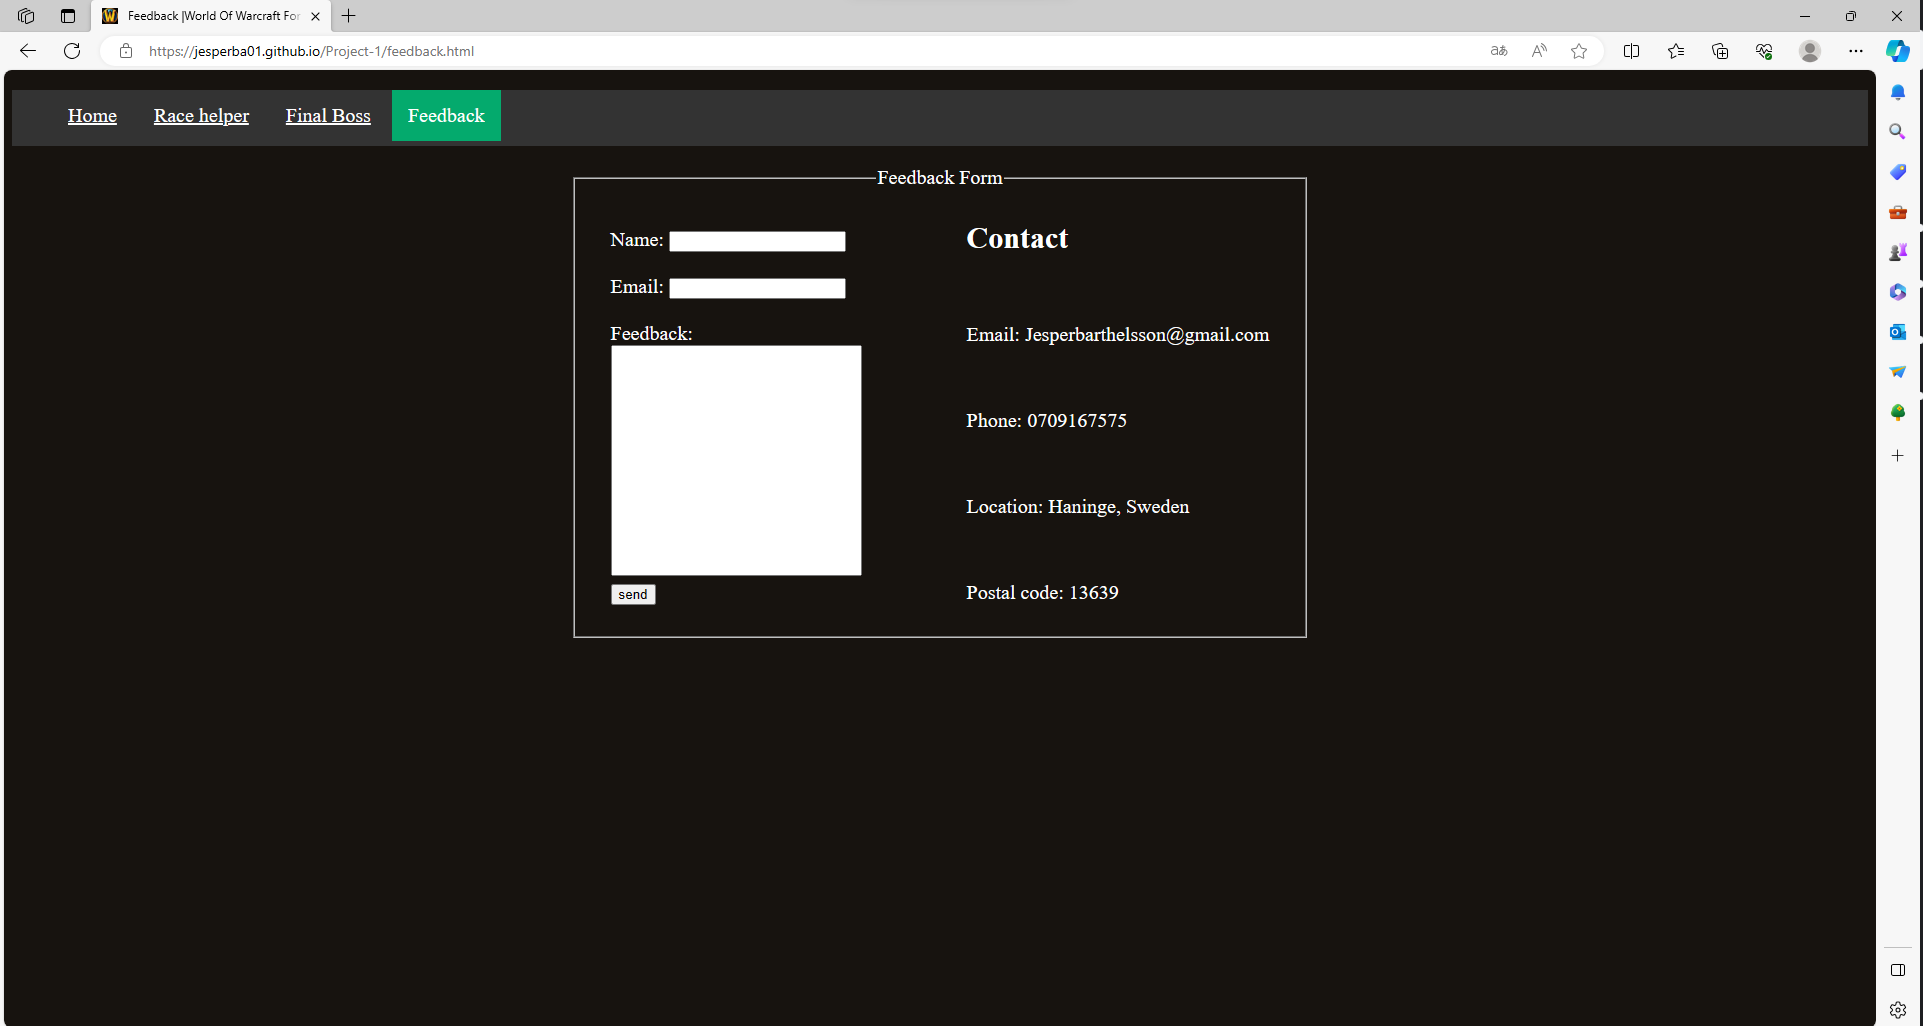 Feedback |World Of Warcraft For
https://jesperba01.github.io/Project-1/feedback.html
Home Race helper Final Boss Feedback
Feedback Form
Name:
Email:
Feedback:
send
Contact
Email: Jesperbarthelsson@gmail.com
Phone: 0709167575
Location: Haninge, Sweden
Postal code: 13639